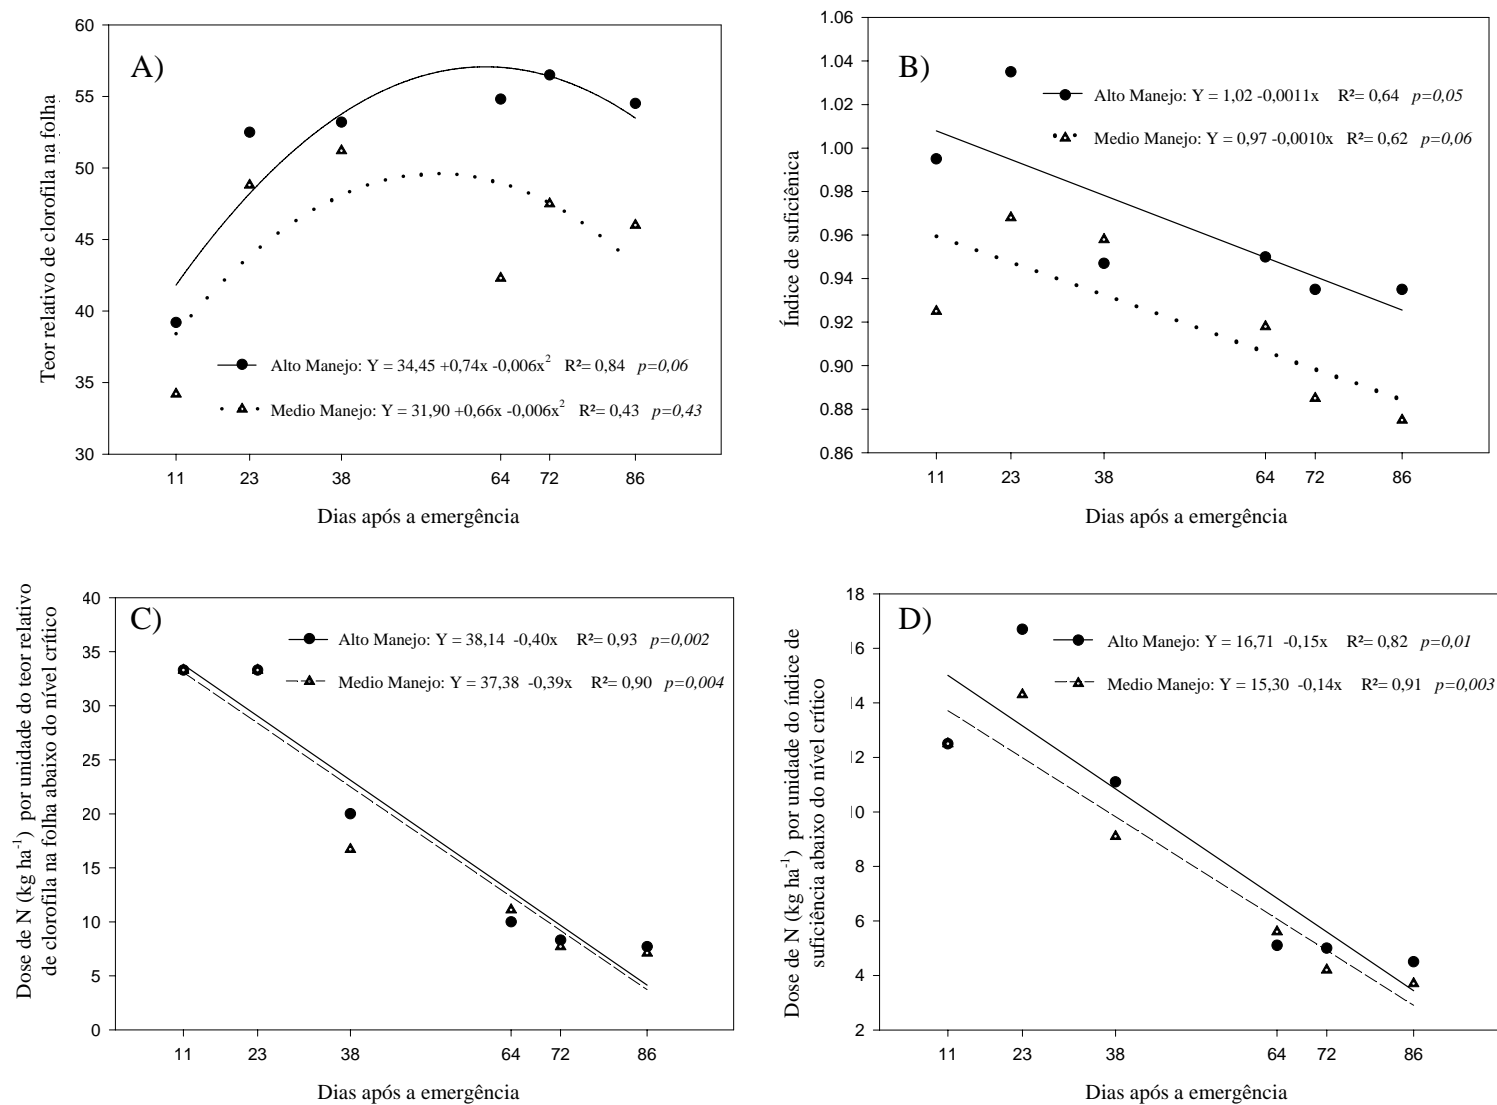 A)
Teor relativo de clorofila na folha
60
55
50
45
40
35
30
Alto Manejo: Y = 34,45 +0,74x -0,006x² R²= 0,84 p=0,06
Medio Manejo: Y = 31,90 +0,66x -0,006x² R²= 0,43 p=0,43
11 23 38 64 72 86
Dias após a emergência
B)
Índice de suficiênica
1.06
1.04
1.02
1.00
0.98
0.96
0.94
0.92
0.90
0.88
0.86
Alto Manejo: Y = 1,02 -0,0011x R²= 0,64 p=0,05
Medio Manejo: Y = 0,97 -0,0010x R²= 0,62 p=0,06
11 23 38 64 72 86
Dias após a emergência
C)
Dose de N (kg ha⁻¹) por unidade do teor relativo
de clorofila na folha abaixo do nível crítico
40
35
30
25
20
15
10
5
0
Alto Manejo: Y = 38,14 -0,40x R²= 0,93 p=0,002
Medio Manejo: Y = 37,38 -0,39x R²= 0,90 p=0,004
11 23 38 64 72 86
Dias após a emergência
D)
Dose de N (kg ha⁻¹) por unidade do índice de
suficiência abaixo do nível crítico
18
16
14
12
10
8
6
4
2
Alto Manejo: Y = 16,71 -0,15x R²= 0,82 p=0,01
Medio Manejo: Y = 15,30 -0,14x R²= 0,91 p=0,003
11 23 38 64 72 86
Dias após a emergência